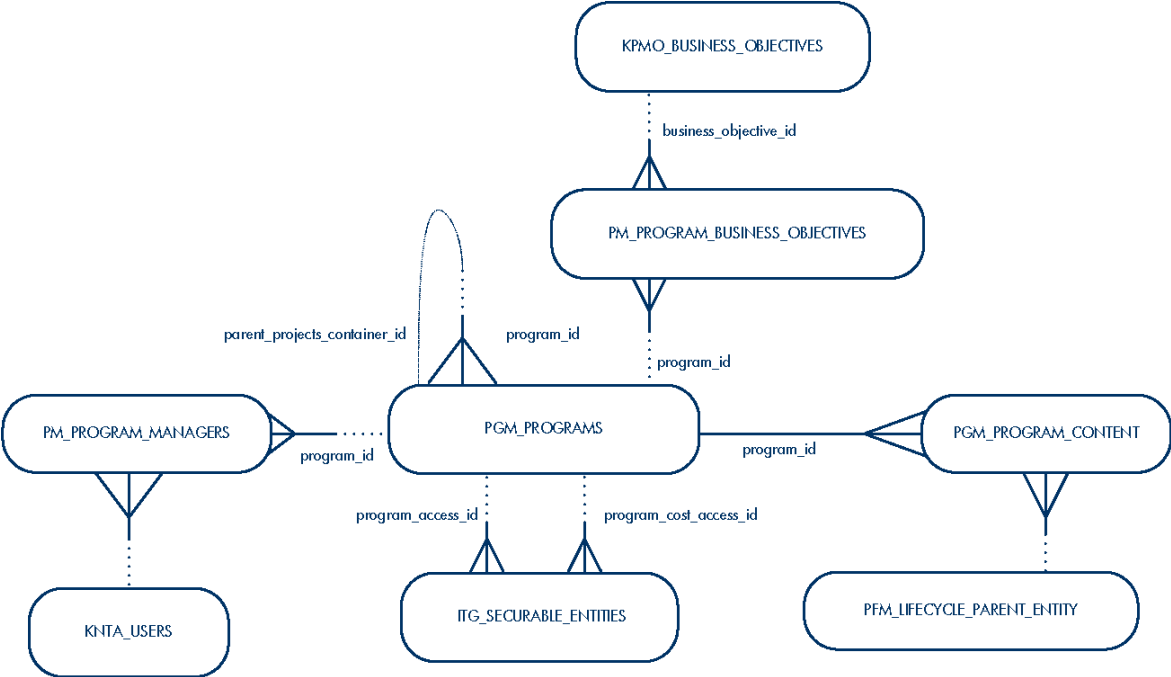 KPMO_BUSINESS_OBJECTIVES
business_objective_id
PM_PROGRAM_BUSINESS_OBJECTIVES
parent_projects_container_id
program_id
program_id
PM_PROGRAM_MANAGERS
program_id
PGM_PROGRAMS
program_id
PGM_PROGRAM_CONTENT
program_access_id
program_cost_access_id
KNTA_USERS
ITG_SECURABLE_ENTITIES
PFM_LIFECYCLE_PARENT_ENTITY